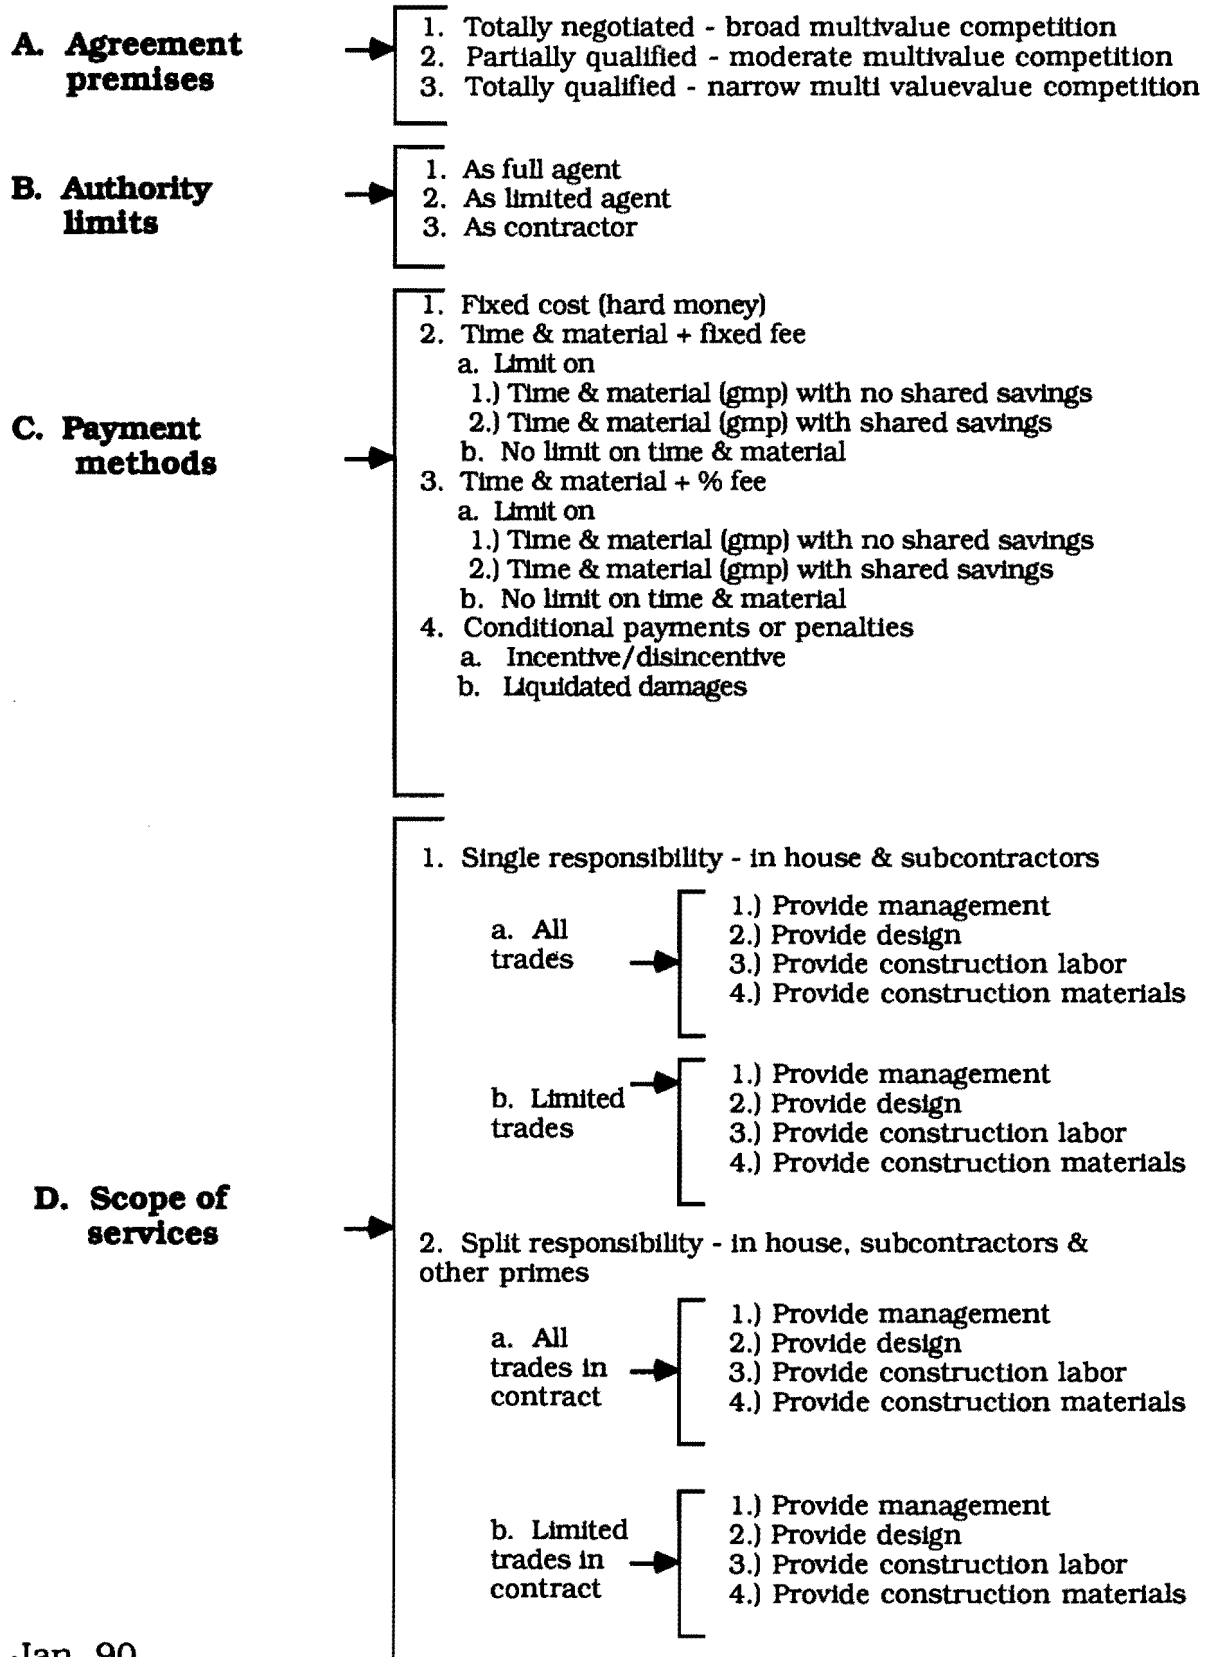 A. Agreement
premises
1. Totally negotiated - broad multivalue competition
2. Partially qualified - moderate multivalue competition
3. Totally qualified - narrow multi valuevalue competition
B. Authority
limits
1. As full agent
2. As limited agent
3. As contractor
C. Payment
methods
1. Fixed cost (hard money)
2. Time & material + fixed fee
a. Limit on
1.) Time & material (gmp) with no shared savings
2.) Time & material (gmp) with shared savings
b. No limit on time & material
3. Time & material + % fee
a. Limit on
1.) Time & material (gmp) with no shared savings
2.) Time & material (gmp) with shared savings
b. No limit on time & material
4. Conditional payments or penalties
a. Incentive/disincentive
b. Liquidated damages
D. Scope of
services
1. Single responsibility - in house & subcontractors
a. All
trades
1.) Provide management
2.) Provide design
3.) Provide construction labor
4.) Provide construction materials
b. Limited
trades
1.) Provide management
2.) Provide design
3.) Provide construction labor
4.) Provide construction materials
2. Split responsibility - in house, subcontractors &
other primes
a. All
trades in
contract
1.) Provide management
2.) Provide design
3.) Provide construction labor
4.) Provide construction materials
b. Limited
trades in
contract
1.) Provide management
2.) Provide design
3.) Provide construction labor
4.) Provide construction materials
Jan 90